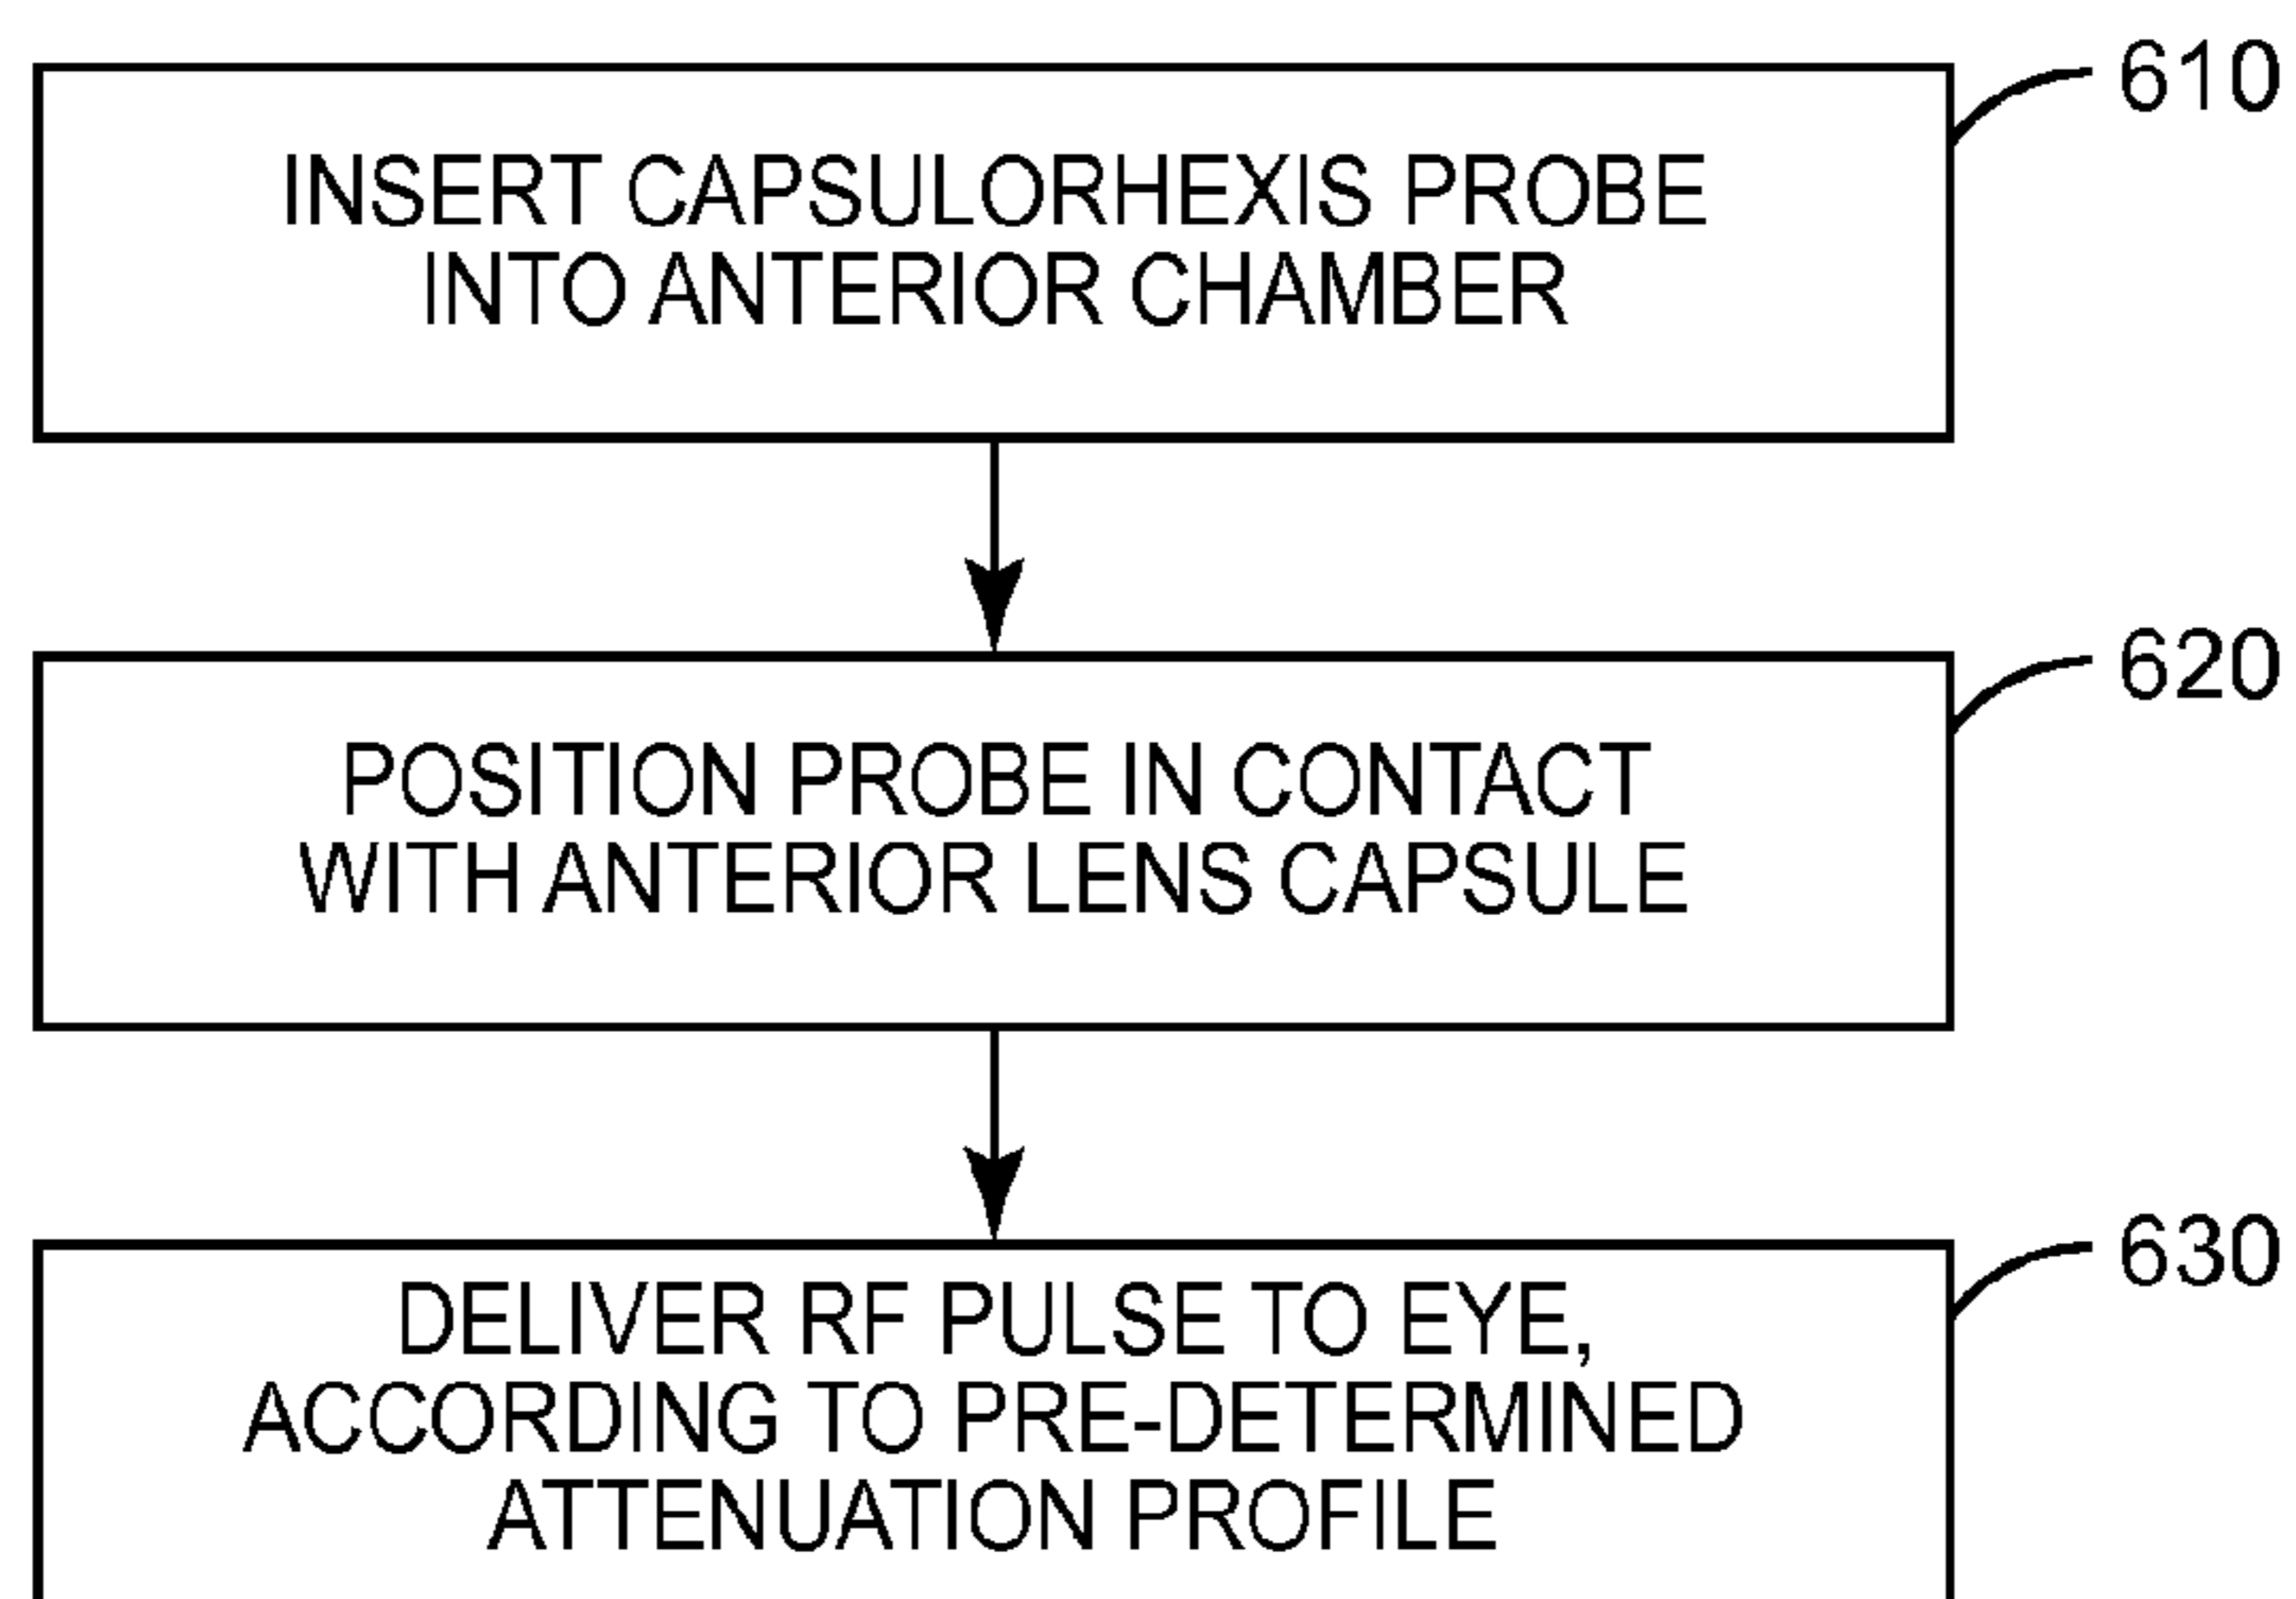 610
INSERT CAPSULORHEXIS PROBE
INTO ANTERIOR CHAMBER
620
POSITION PROBE IN CONTACT
WITH ANTERIOR LENS CAPSULE
630
DELIVER RF PULSE TO EYE,
ACCORDING TO PRE-DETERMINED
ATTENUATION PROFILE